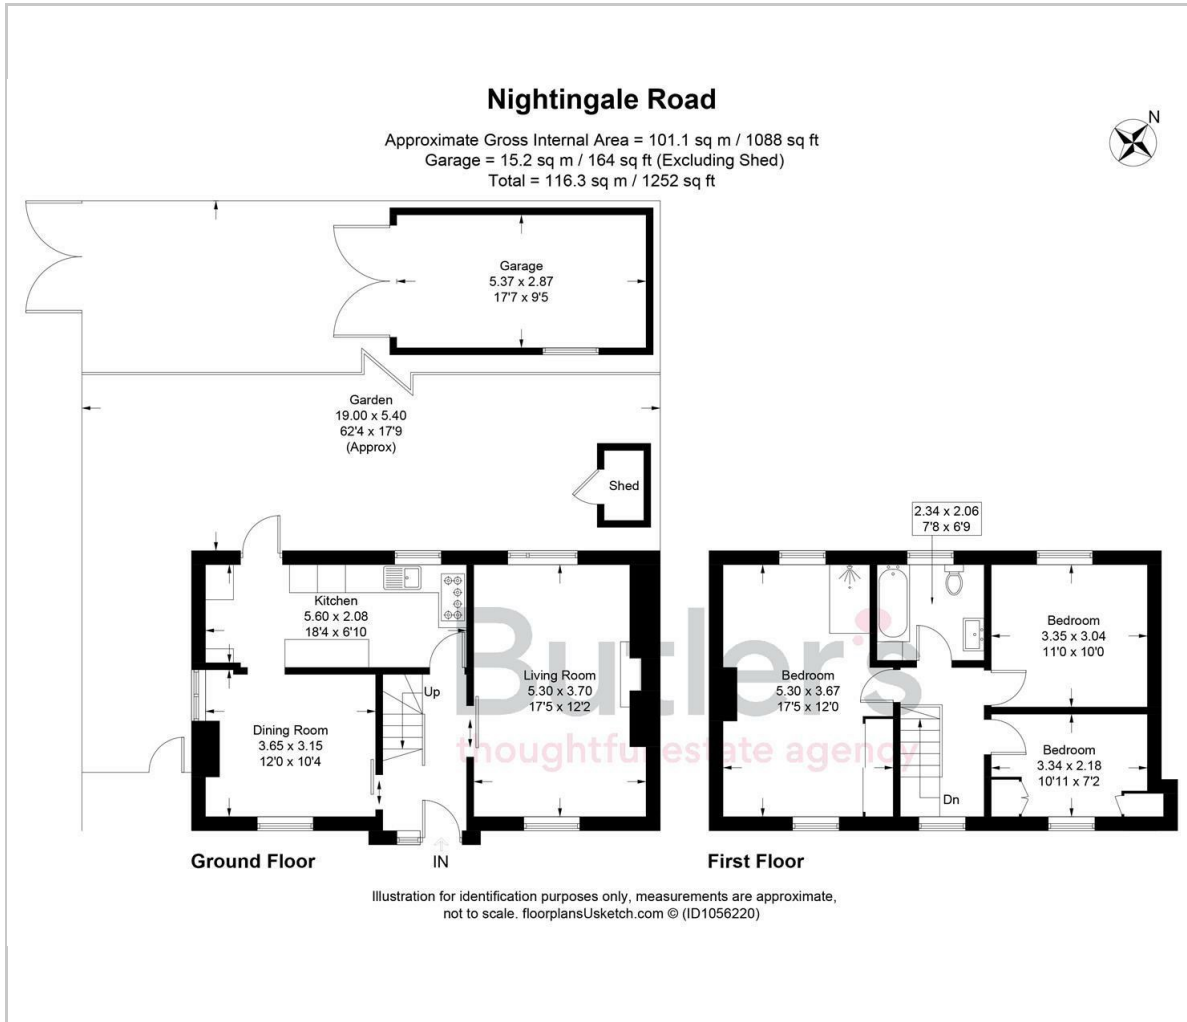 Nightingale Road
Approximate Gross Internal Area = 101.1 sq m / 1088 sq ft
Garage = 15.2 sq m / 164 sq ft (Excluding Shed)
Total = 116.3 sq m / 1252 sq ft
N
Garage
5.37 x 2.87
17'7 x 9'5
Garden
19.00 x 5.40
62'4 x 17'9
(Approx)
Shed
Kitchen
5.60 x 2.08
18'4 x 6'10
Up
Living Room
5.30 x 3.70
17'5 x 12'2
Dining Room
3.65 x 3.15
12'0 x 10'4
IN
Ground Floor
2.34 x 2.06
7'8 x 6'9
Bedroom
3.35 x 3.04
11'0 x 10'0
Bedroom
5.30 x 3.67
17'5 x 12'0
Bedroom
3.34 x 2.18
10'11 x 7'2
Dn
First Floor
Butler's
thoughtful estate agency
Illustration for identification purposes only, measurements are approximate,
not to scale. floorplansUsketch.com © (ID1056220)